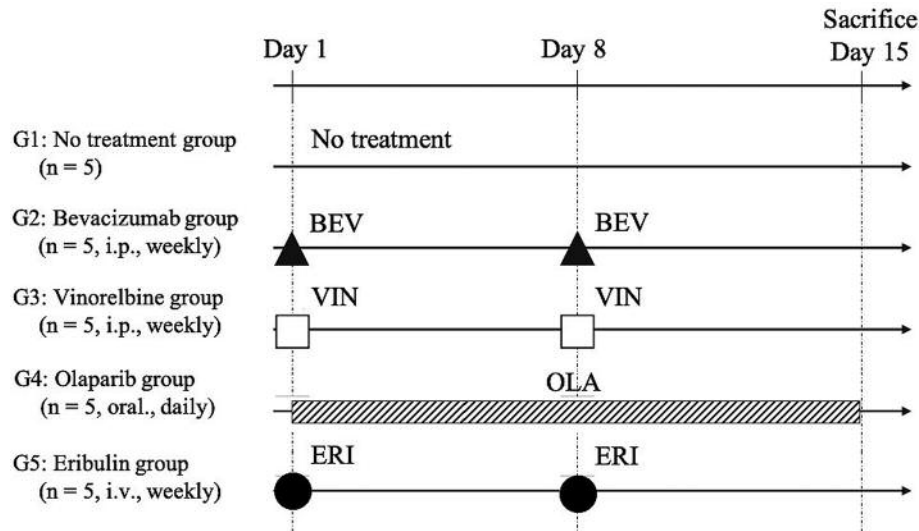 Sacrifice
Day 1 Day 8 Day 15
G1: No treatment group No treatment
(n = 5)
G2: Bevacizumab group BEV BEV
(n = 5, i.p., weekly)
G3: Vinorelbine group VIN VIN
(n = 5, i.p., weekly)
G4: Olaparib group OLA
(n = 5, oral., daily)
G5: Eribulin group ERI ERI
(n = 5, i.v., weekly)